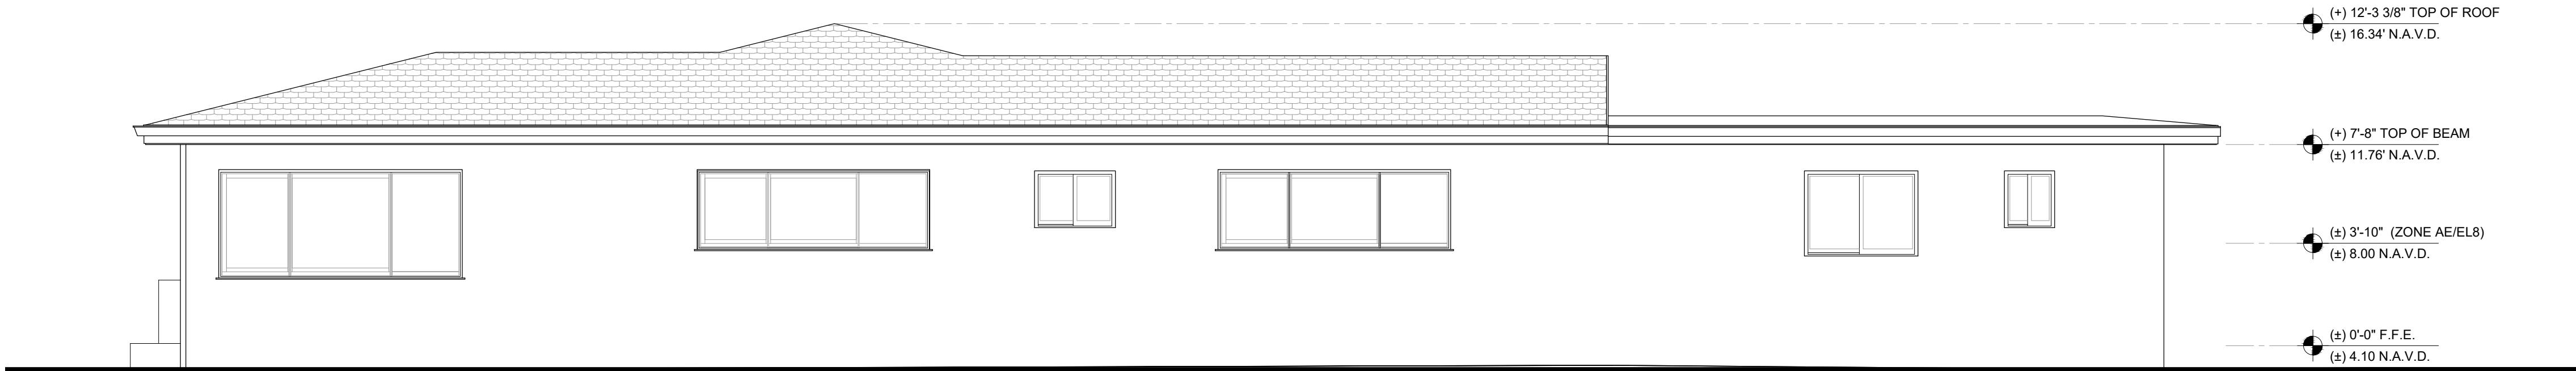 (+) 12'-3 3/8" TOP OF ROOF
(±) 16.34' N.A.V.D.
(+) 7'-8" TOP OF BEAM
(±) 11.76' N.A.V.D.
(±) 3'-10" (ZONE AE/EL8)
(±) 8.00 N.A.V.D.
(±) 0'-0" F.F.E.
(±) 4.10 N.A.V.D.